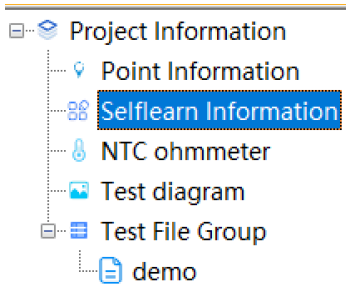 Project Information
Point Information
Selflearn Information
NTC ohmmeter
Test diagram
Test File Group
demo